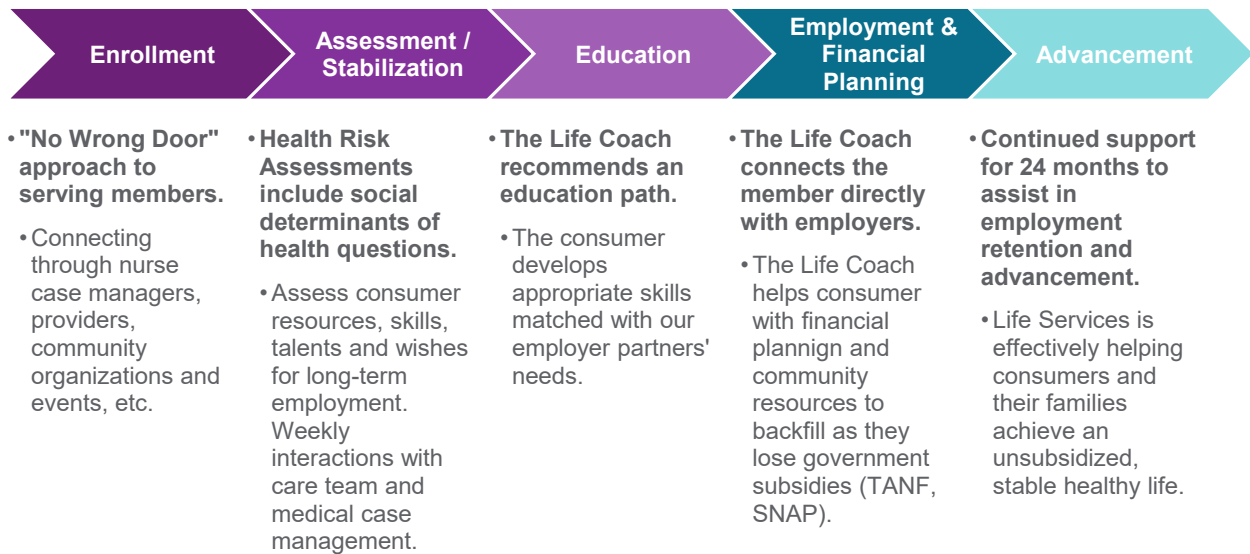 Enrollment
Assessment /
Stabilization
Education
Employment &
Financial
Planning
Advancement
• "No Wrong Door"
approach to
serving members.
• Connecting
through nurse
case managers,
providers,
community
organizations and
events, etc.
• Health Risk
Assessments
include social
determinants of
health questions.
• Assess consumer
resources, skills,
talents and wishes
for long-term
employment.
Weekly
interactions with
care team and
medical case
management.
• The Life Coach
recommends an
education path.
• The consumer
develops
appropriate skills
matched with our
employer partners'
needs.
• The Life Coach
connects the
member directly
with employers.
• The Life Coach
helps consumer
with financial
plannign and
community
resources to
backfill as they
lose government
subsidies (TANF,
SNAP).
• Continued support
for 24 months to
assist in
employment
retention and
advancement.
• Life Services is
effectively helping
consumers and
their families
achieve an
unsubsidized,
stable healthy life.